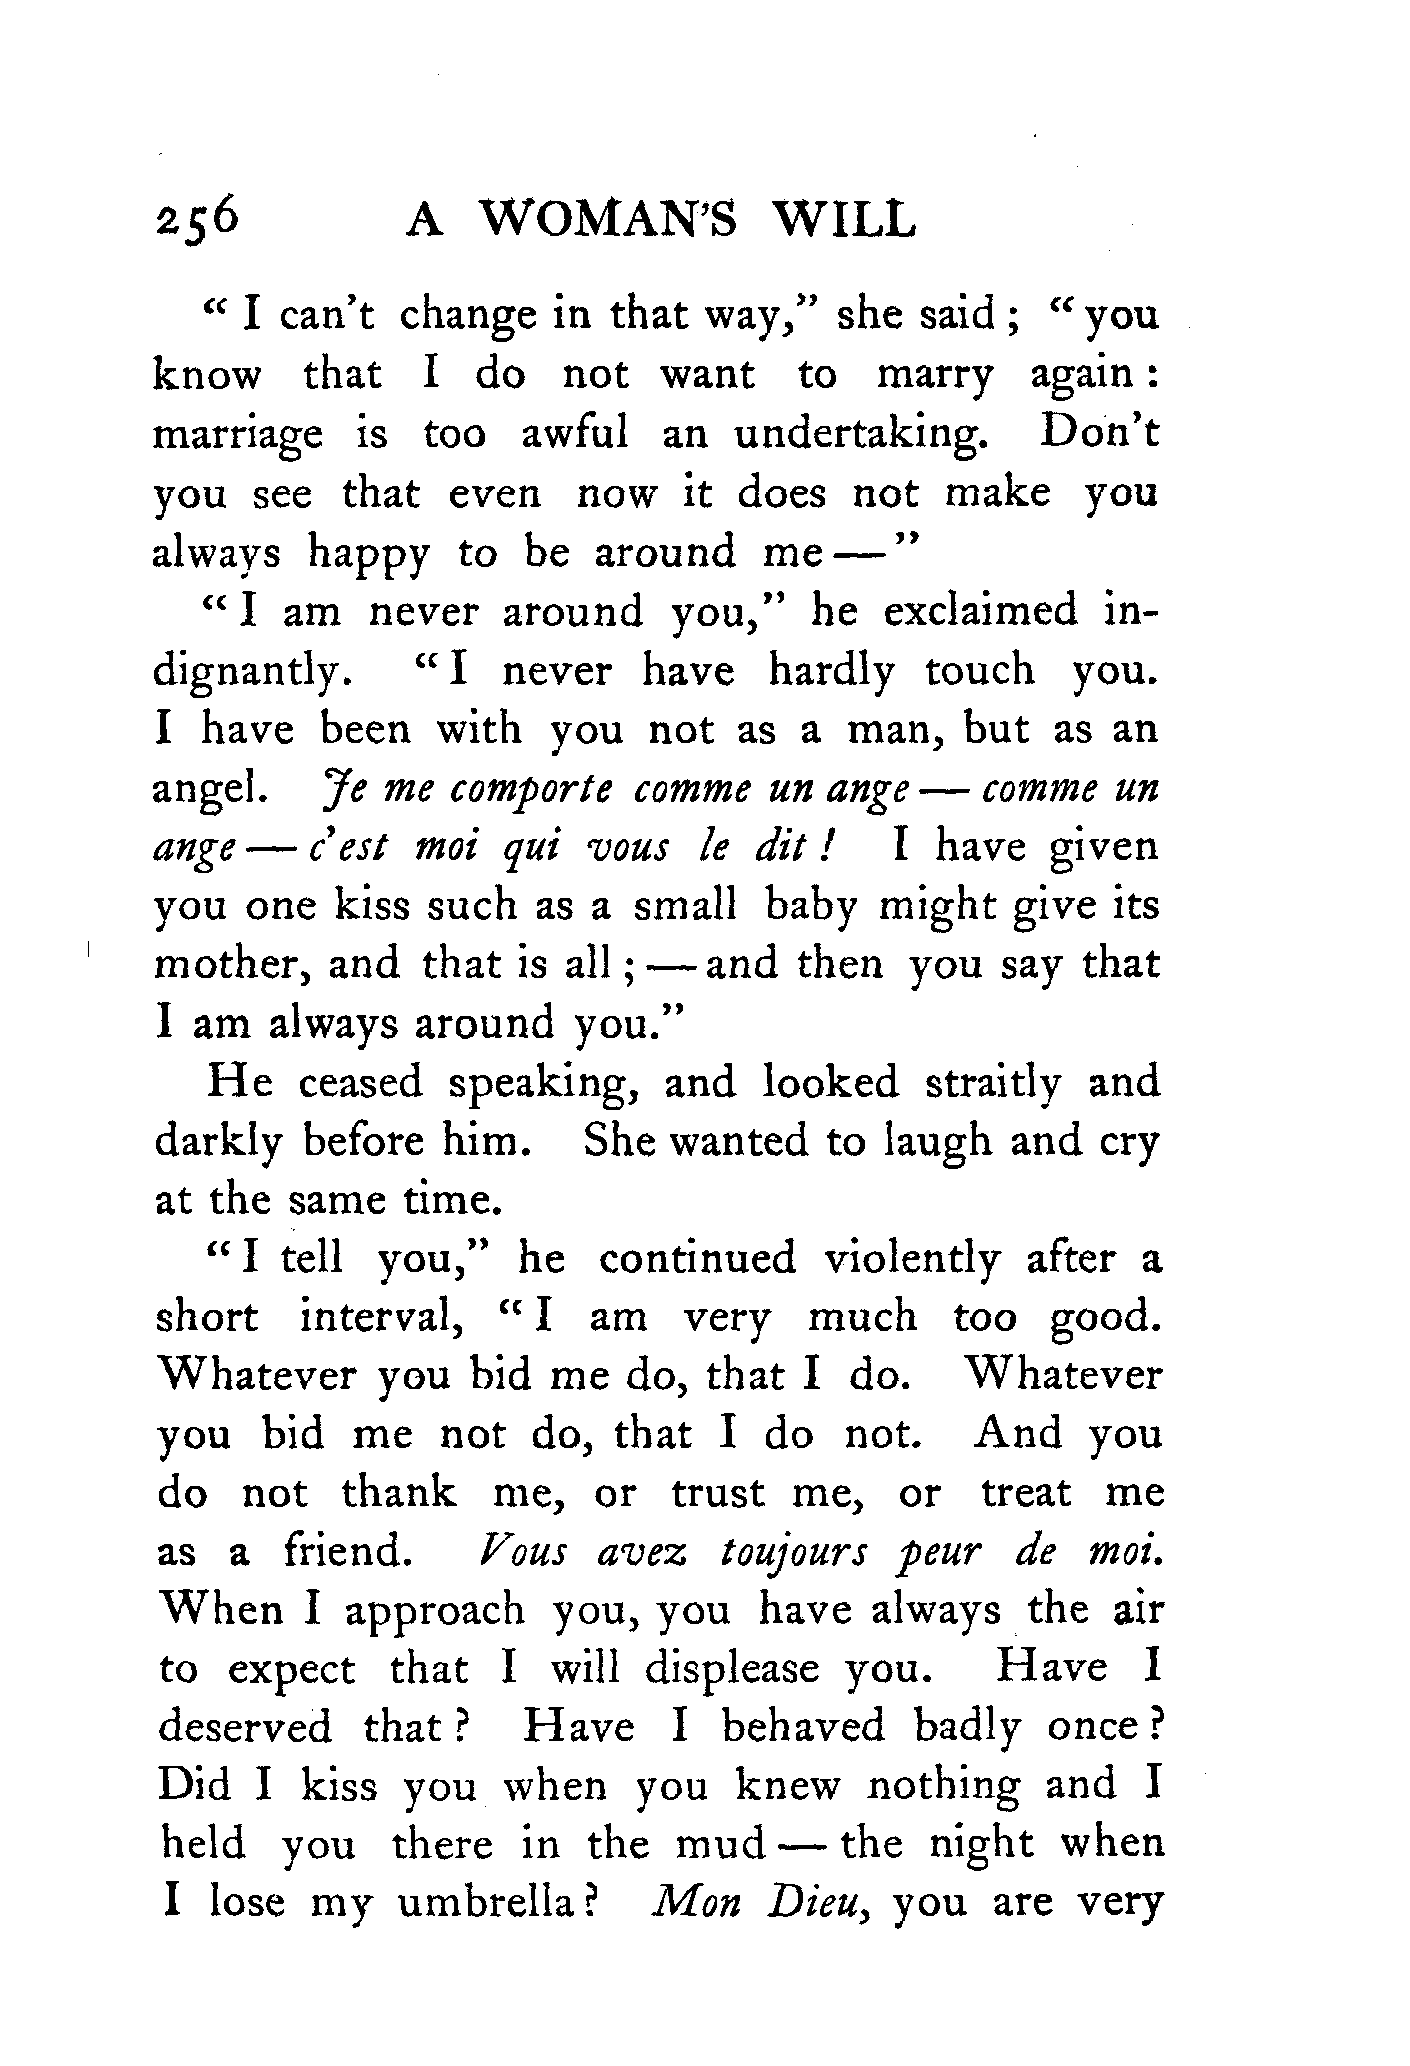 256 A WOMAN'S WILL
" I can't change in that way," she said ; " you
know that I do not want to marry again :
marriage is too awful an undertaking. Don't
you see that even now it does not make you
always happy to be around me — "
" I am never around you," he exclaimed in-
dignantly. " I never have hardly touch you.
I have been with you not as a man, but as an
angel. Je me comporte comme un ange — comme un
ange — c'est moi qui vous le dit ! I have given
you one kiss such as a small baby might give its
mother, and that is all ; — and then you say that
I am always around you."
He ceased speaking, and looked straitly and
darkly before him. She wanted to laugh and cry
at the same time.
" I tell you," he continued violently after a
short interval, " I am very much too good.
Whatever you bid me do, that I do. Whatever
you bid me not do, that I do not. And you
do not thank me, or trust me, or treat me
as a friend. Vous avez toujours peur de moi.
When I approach you, you have always the air
to expect that I will displease you. Have I
deserved that ? Have I behaved badly once ?
Did I kiss you when you knew nothing and I
held you there in the mud — the night when
I lose my umbrella ? Mon Dieu, you are very